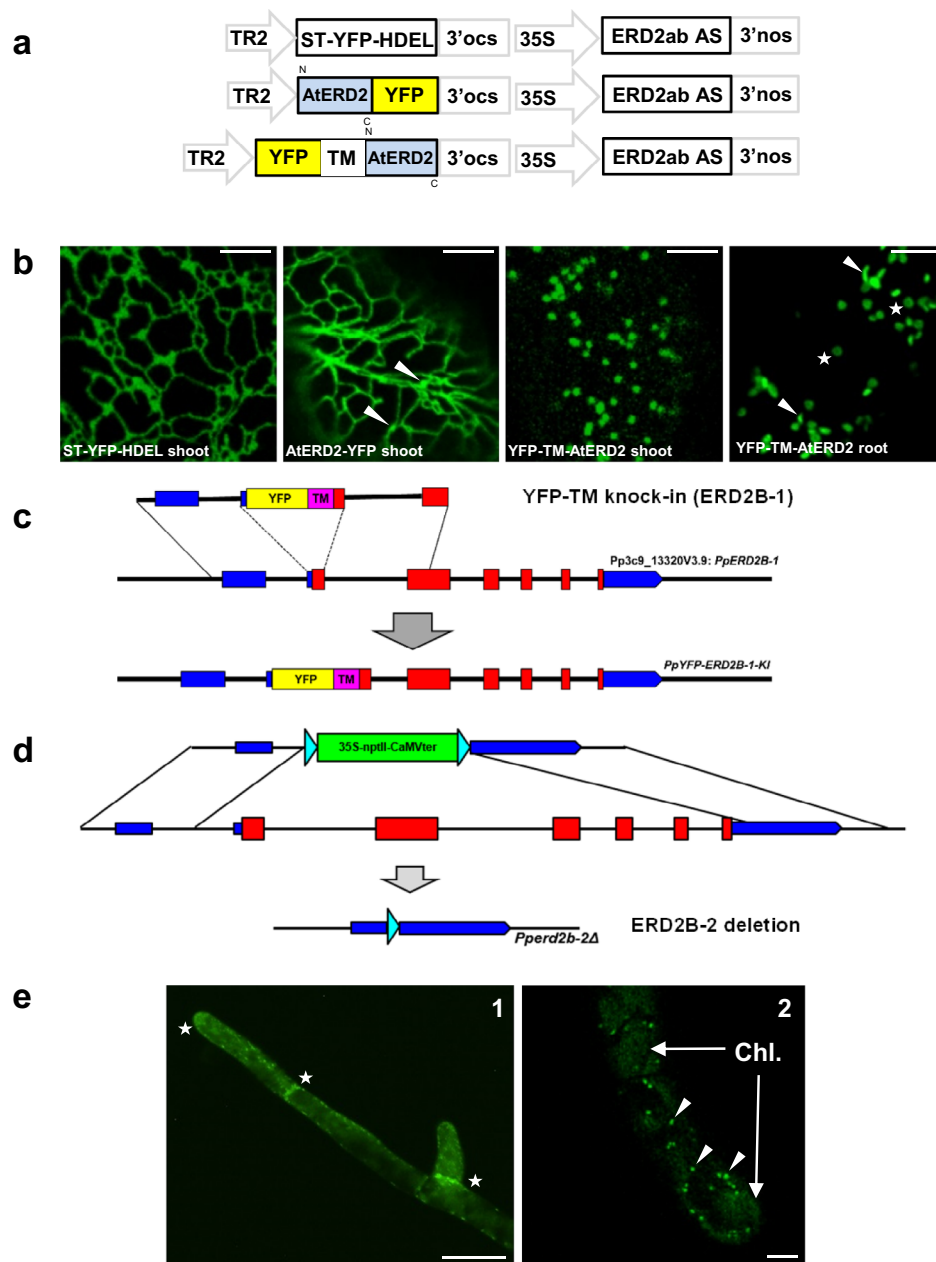 a
TR2 ST-YFP-HDEL 3’ocs 35S ERD2ab AS 3’nos
N
TR2 AtERD2 YFP 3’ocs 35S ERD2ab AS 3’nos
C
N
TR2 YFP TM AtERD2 3’ocs 35S ERD2ab AS 3’nos
C
b
ST-YFP-HDEL shoot
AtERD2-YFP shoot
YFP-TM-AtERD2 shoot
YFP-TM-AtERD2 root
c
YFP TM
YFP-TM knock-in (ERD2B-1)
Pp3c9_13320V3.9: PpERD2B-1
YFP TM
PpYFP-ERD2B-1-KI
d
35S-nptII-CaMVter
Pperd2b-2Δ
ERD2B-2 deletion
e
1
2
Chl.